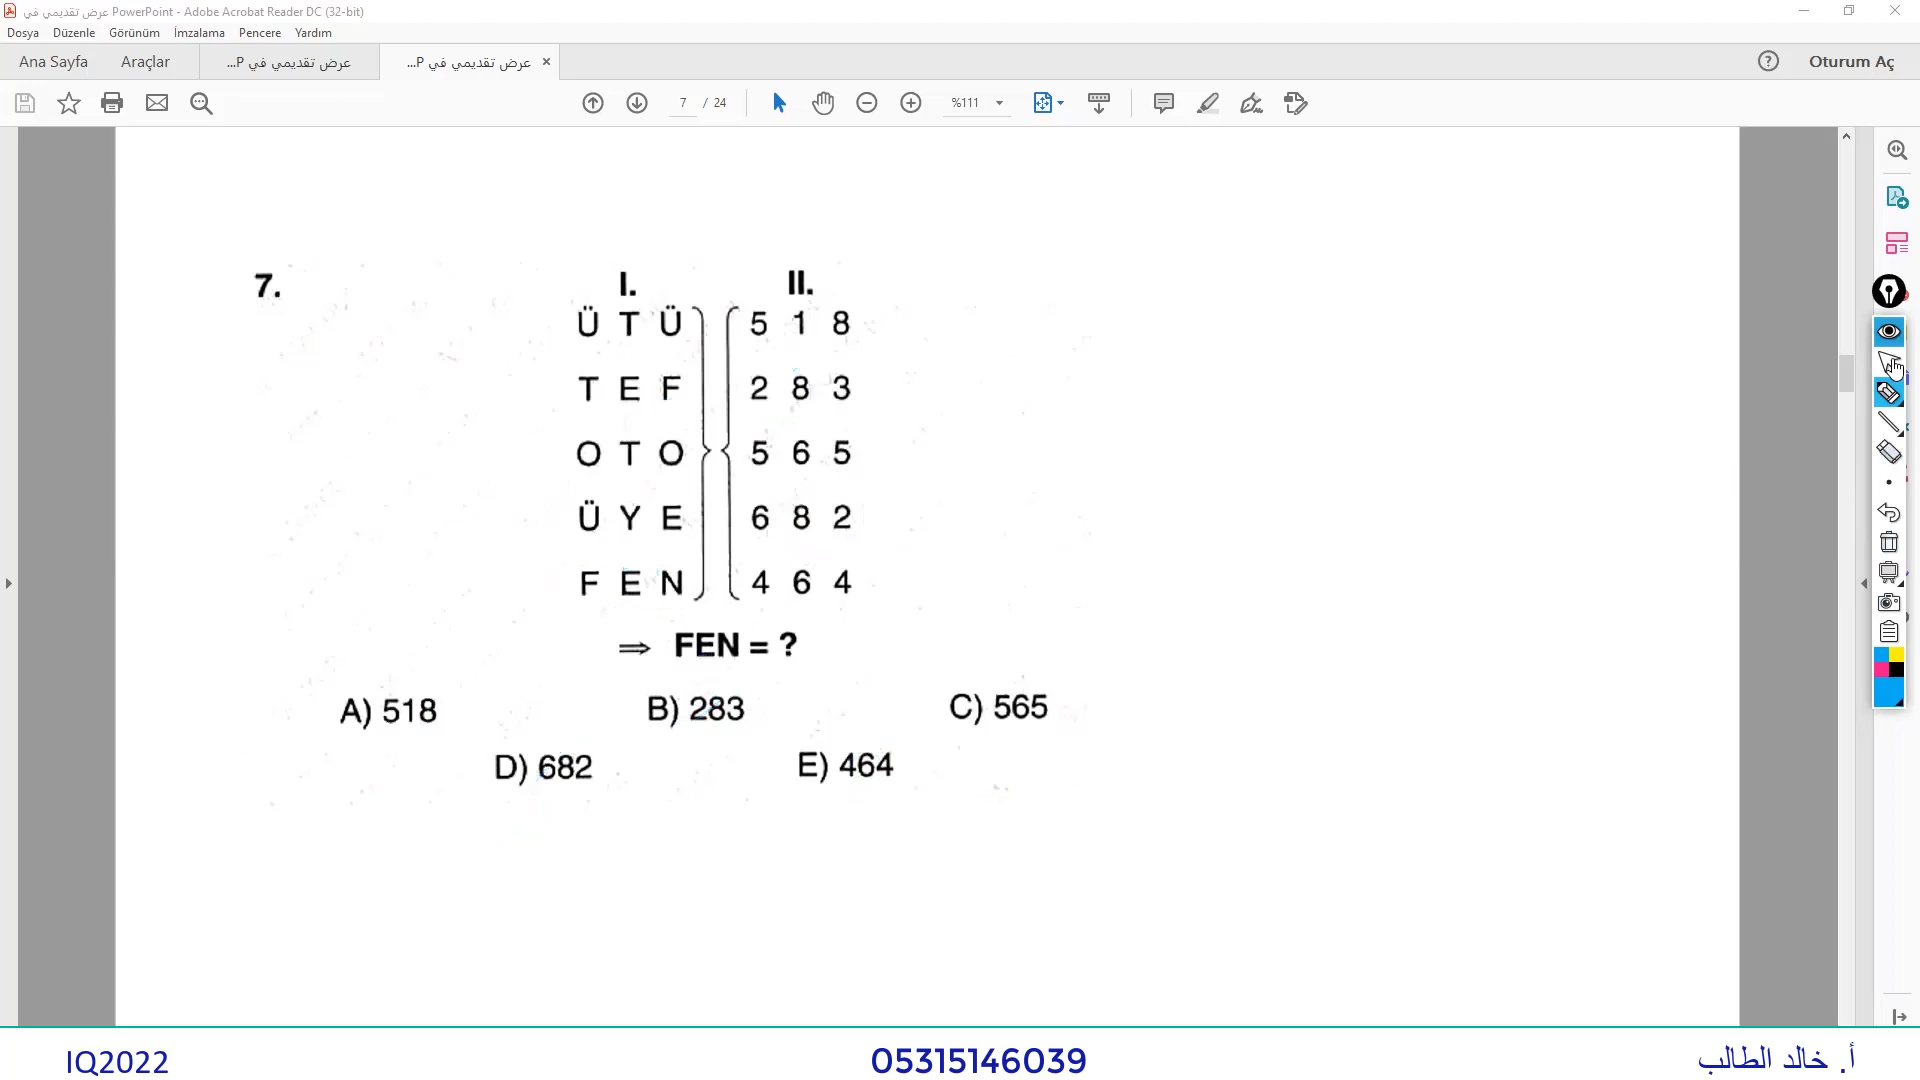 عرض تقديمي في PowerPoint - Adobe Acrobat Reader DC (32-bit)
Dosya Düzenle Görünüm İmzalama Pencere Yardım
Ana Sayfa Araçlar عرض تقديمي في P... عرض تقديمي في P... × ? Oturum Aç
7 / 24 %111
7. I. II.
Ü T Ü 5 1 8
T E F 2 8 3
O T O 5 6 5
Ü Y E 6 8 2
F E N 4 6 4
⇒ FEN = ?
A) 518 B) 283 C) 565
D) 682 E) 464
IQ2022 05315146039 أ. خالد الطالب